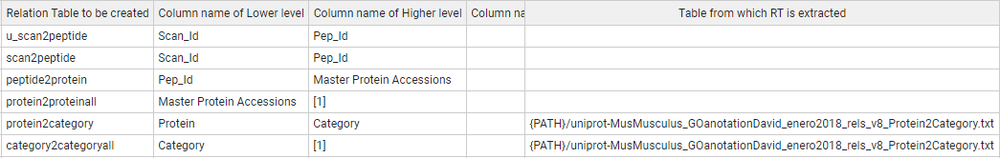 Relation Table to be created Column name of Lower level Column name of Higher level Column na Table from which RT is extracted
u_scan2peptide Scan_Id Pep_Id
scan2peptide Scan_Id Pep_Id
peptide2protein Pep_Id Master Protein Accessions
protein2proteinall Master Protein Accessions [1]
protein2category Protein Category {PATH}/uniprot-MusMusculus_GOanotationDavid_enero2018_rels_v8_Protein2Category.txt
category2categoryall Category [1] {PATH}/uniprot-MusMusculus_GOanotationDavid_enero2018_rels_v8_Protein2Category.txt